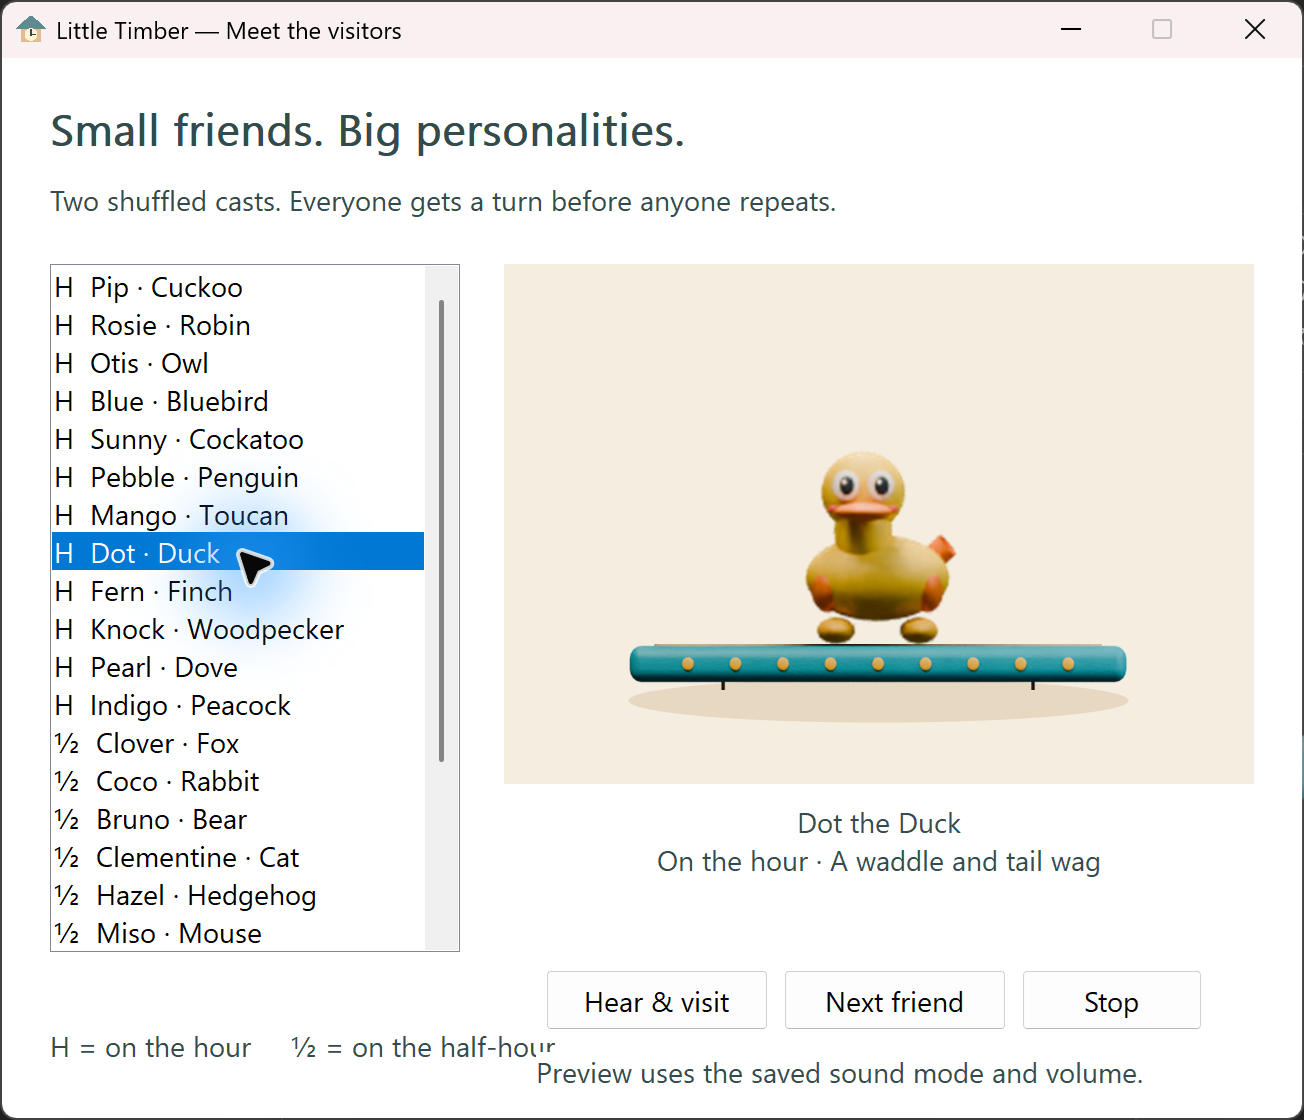 Little Timber — Meet the visitors
Small friends. Big personalities.
Two shuffled casts. Everyone gets a turn before anyone repeats.
H Pip · Cuckoo
H Rosie · Robin
H Otis · Owl
H Blue · Bluebird
H Sunny · Cockatoo
H Pebble · Penguin
H Mango · Toucan
H Dot · Duck
H Fern · Finch
H Knock · Woodpecker
H Pearl · Dove
H Indigo · Peacock
½ Clover · Fox
½ Coco · Rabbit
½ Bruno · Bear
½ Clementine · Cat
½ Hazel · Hedgehog
½ Miso · Mouse
Dot the Duck
On the hour · A waddle and tail wag
Hear & visit
Next friend
Stop
H = on the hour ½ = on the half-hour
Preview uses the saved sound mode and volume.